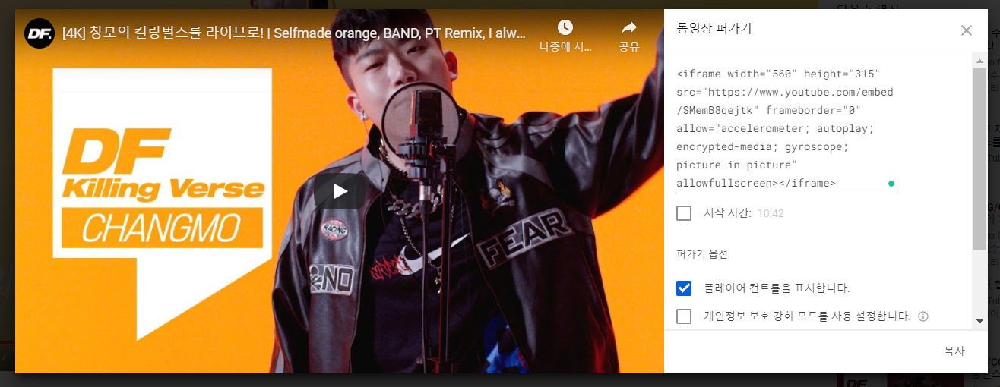 DF.
[4K] 창모의 킬링벌스를 라이브로! | Selfmade orange, BAND, PT Remix, I alw...
나중에 시...
공유
DF
Killing Verse
CHANGMO
RACING
NO
FEAR
동영상 퍼가기
<iframe width="560" height="315"
src="https://www.youtube.com/embed
/SMemB8qejtk" frameborder="0"
allow="accelerometer; autoplay;
encrypted-media; gyroscope;
picture-in-picture"
allowfullscreen></iframe>
시작 시간: 10:42
퍼가기 옵션
플레이어 컨트롤을 표시합니다.
개인정보 보호 강화 모드를 사용 설정합니다.
복사